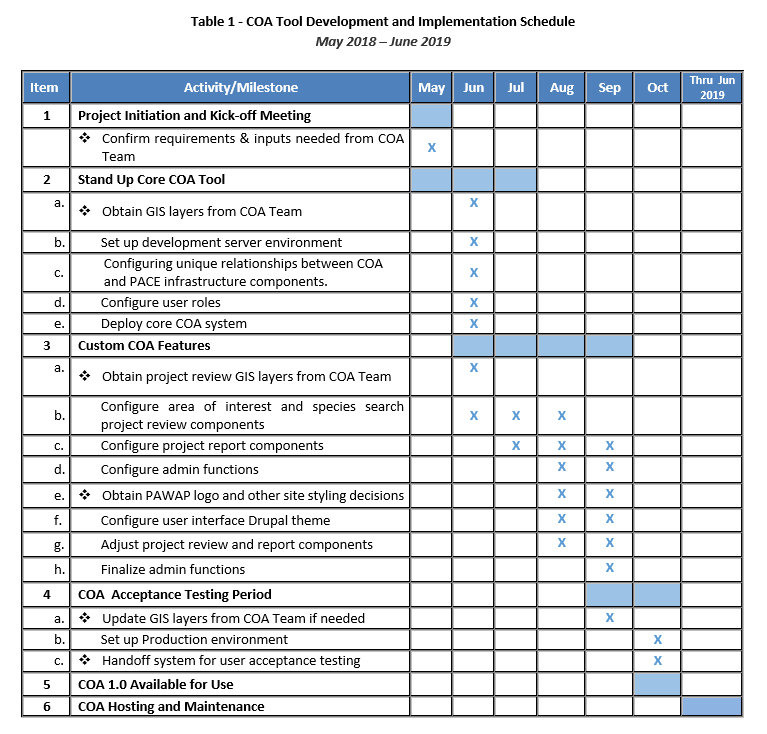 Table 1 - COA Tool Development and Implementation Schedule
May 2018 – June 2019
Item Activity/Milestone May Jun Jul Aug Sep Oct Thru Jun
2019
1 Project Initiation and Kick-off Meeting
❖ Confirm requirements & inputs needed from COA
Team X
2 Stand Up Core COA Tool
a. ❖ Obtain GIS layers from COA Team X
b. Set up development server environment X
c. Configuring unique relationships between COA
and PACE infrastructure components. X
d. Configure user roles X
e. Deploy core COA system X
3 Custom COA Features
a. ❖ Obtain project review GIS layers from COA Team X
b. Configure area of interest and species search
project review components X X X
c. Configure project report components X X X
d. Configure admin functions X X
e. ❖ Obtain PAWAP logo and other site styling decisions X X
f. Configure user interface Drupal theme X X
g. Adjust project review and report components X X
h. Finalize admin functions X
4 COA Acceptance Testing Period
a. ❖ Update GIS layers from COA Team if needed X
b. Set up Production environment X
c. ❖ Handoff system for user acceptance testing X
5 COA 1.0 Available for Use
6 COA Hosting and Maintenance